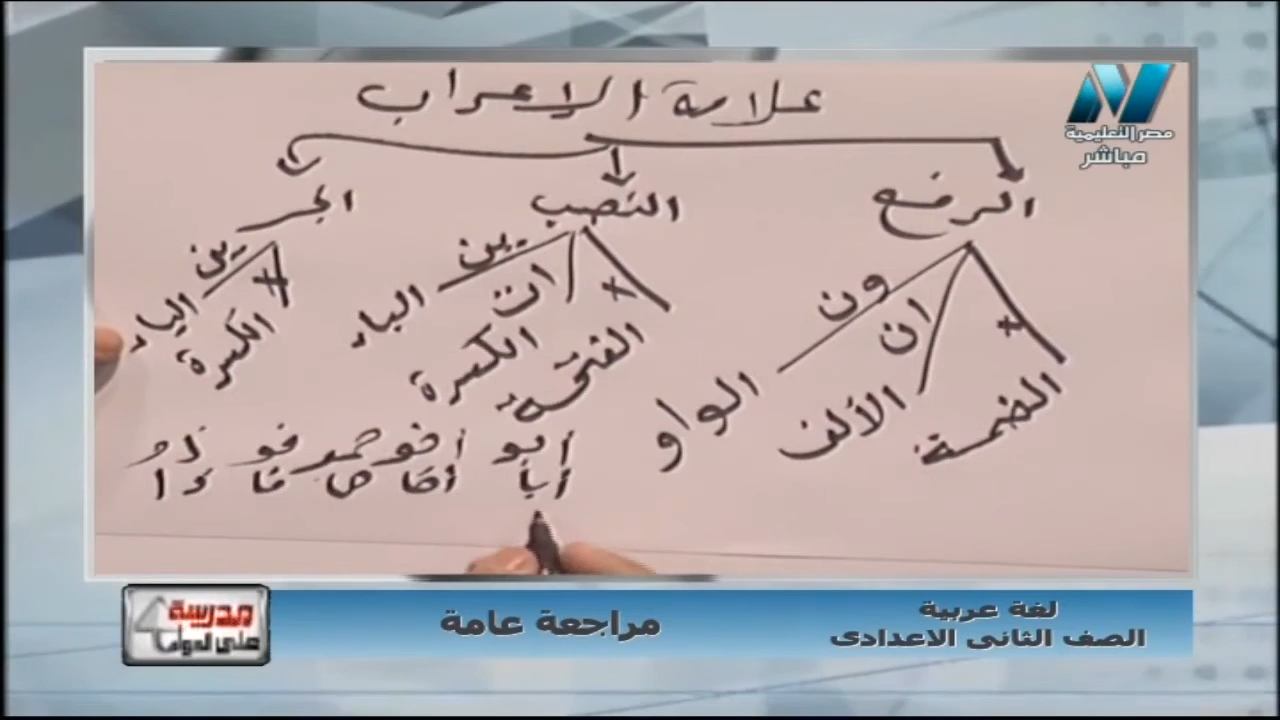 علامة الإعراب
مصر التعليمية
مباشر
الرفع النصب الجر
ون ان ات ين ين
الضمة الألف الواو
الفتحة الكسرة الياء
الكسرة الياء
أبو أخو حمو فو ذو
أبا أخا حما فا ذا
لغة عربية
الصف الثانى الاعدادى
مراجعة عامة
مدرسة
على الهواء